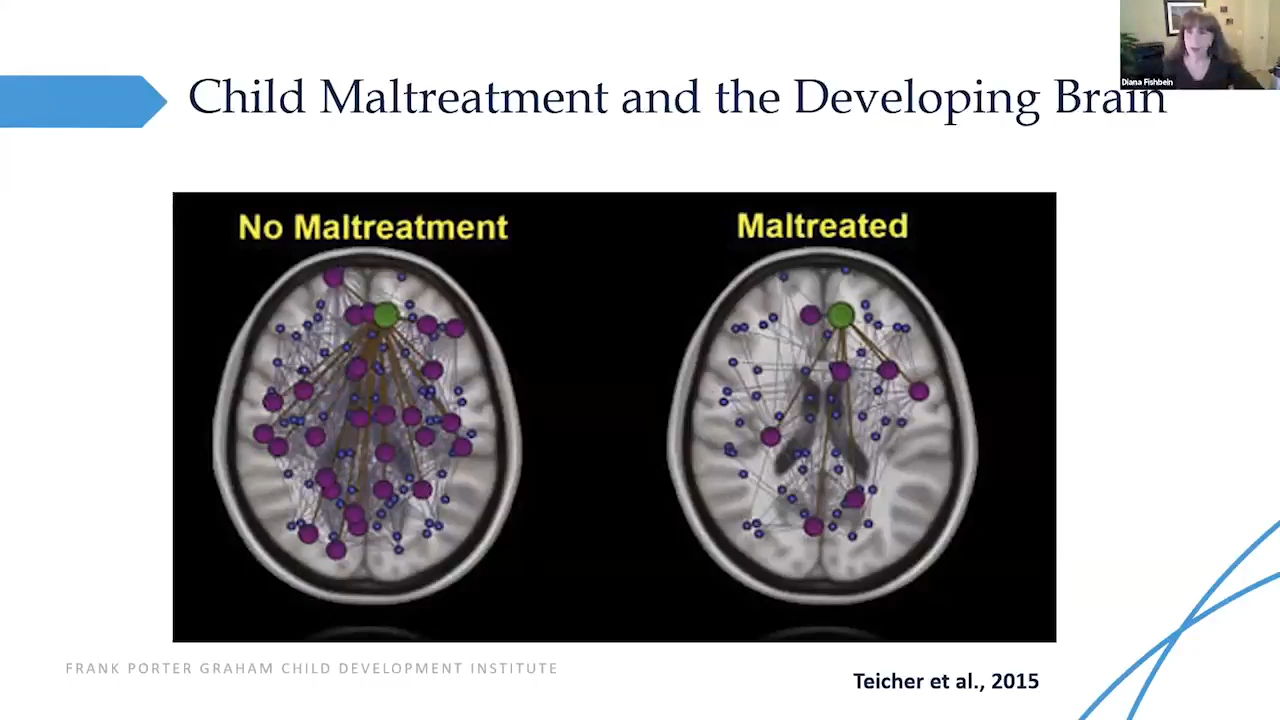 Diana Fishbein
Child Maltreatment and the Developing Brain
No Maltreatment
Maltreated
FRANK PORTER GRAHAM CHILD DEVELOPMENT INSTITUTE
Teicher et al., 2015